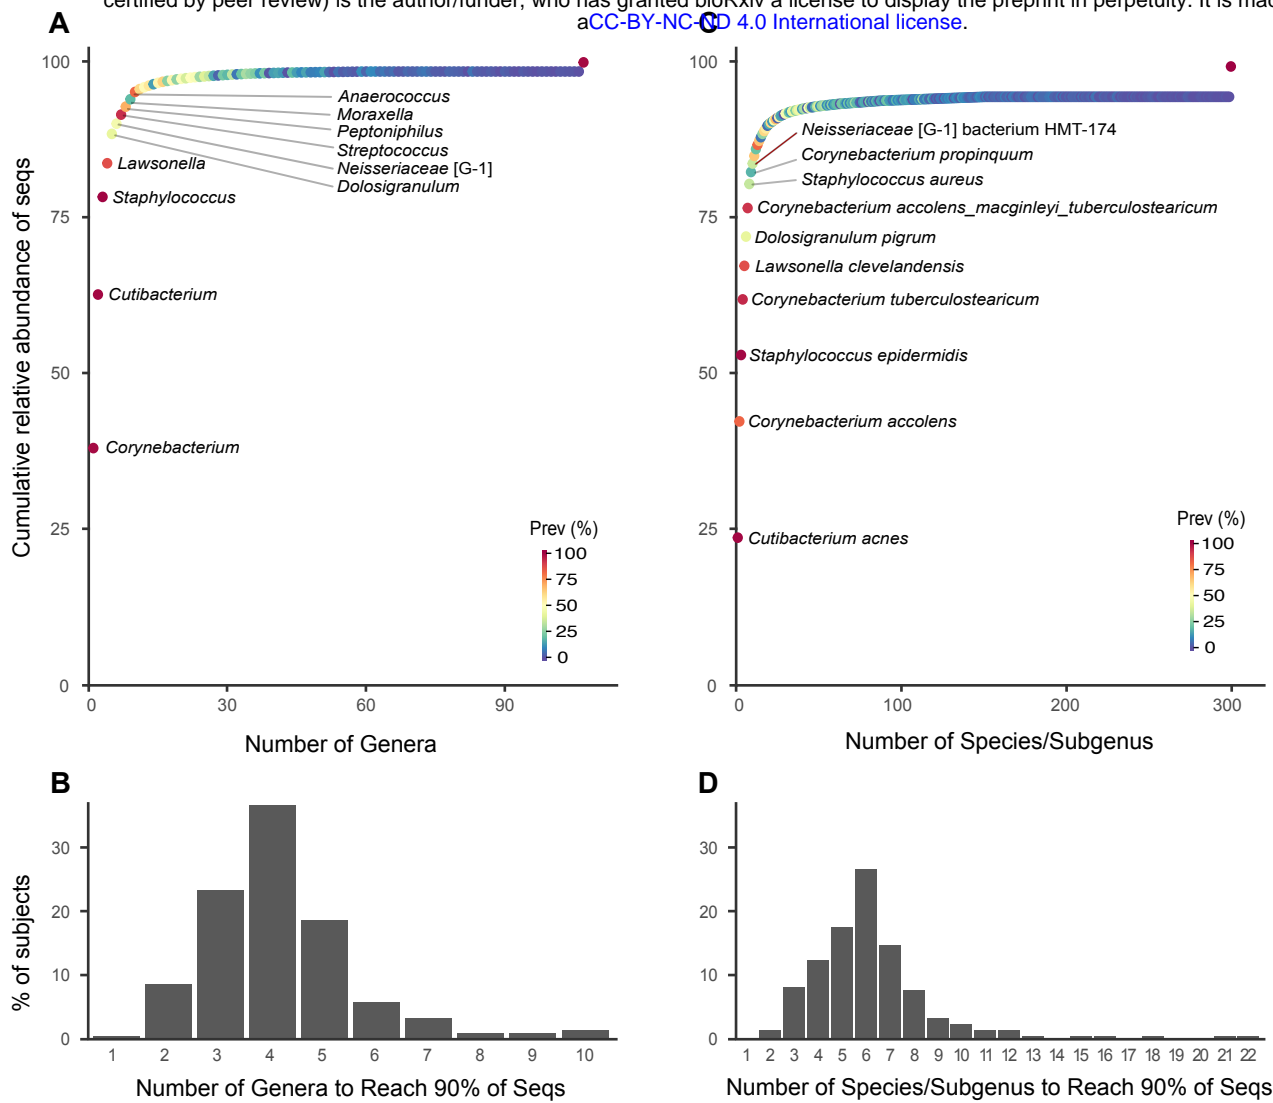 certified by peer review) is the author/funder, who has granted bioRxiv a license to display the preprint in perpetuity. It is mad
aCC-BY-NC-ND 4.0 International license.
A
Cumulative relative abundance of seqs
100
75
50
25
0
Anaerococcus
Moraxella
Peptoniphilus
Streptococcus
Neisseriaceae [G-1]
Dolosigranulum
Lawsonella
Staphylococcus
Cutibacterium
Corynebacterium
Prev (%)
100
75
50
25
0
0 30 60 90
Number of Genera
C
100
75
50
25
0
Neisseriaceae [G-1] bacterium HMT-174
Corynebacterium propinquum
Staphylococcus aureus
Corynebacterium accolens_macginleyi_tuberculostearicum
Dolosigranulum pigrum
Lawsonella clevelandensis
Corynebacterium tuberculostearicum
Staphylococcus epidermidis
Corynebacterium accolens
Cutibacterium acnes
Prev (%)
100
75
50
25
0
0 100 200 300
Number of Species/Subgenus
B
% of subjects
30
20
10
0
1 2 3 4 5 6 7 8 9 10
Number of Genera to Reach 90% of Seqs
D
30
20
10
0
1 2 3 4 5 6 7 8 9 10 11 12 13 14 15 16 17 18 19 20 21 22
Number of Species/Subgenus to Reach 90% of Seqs